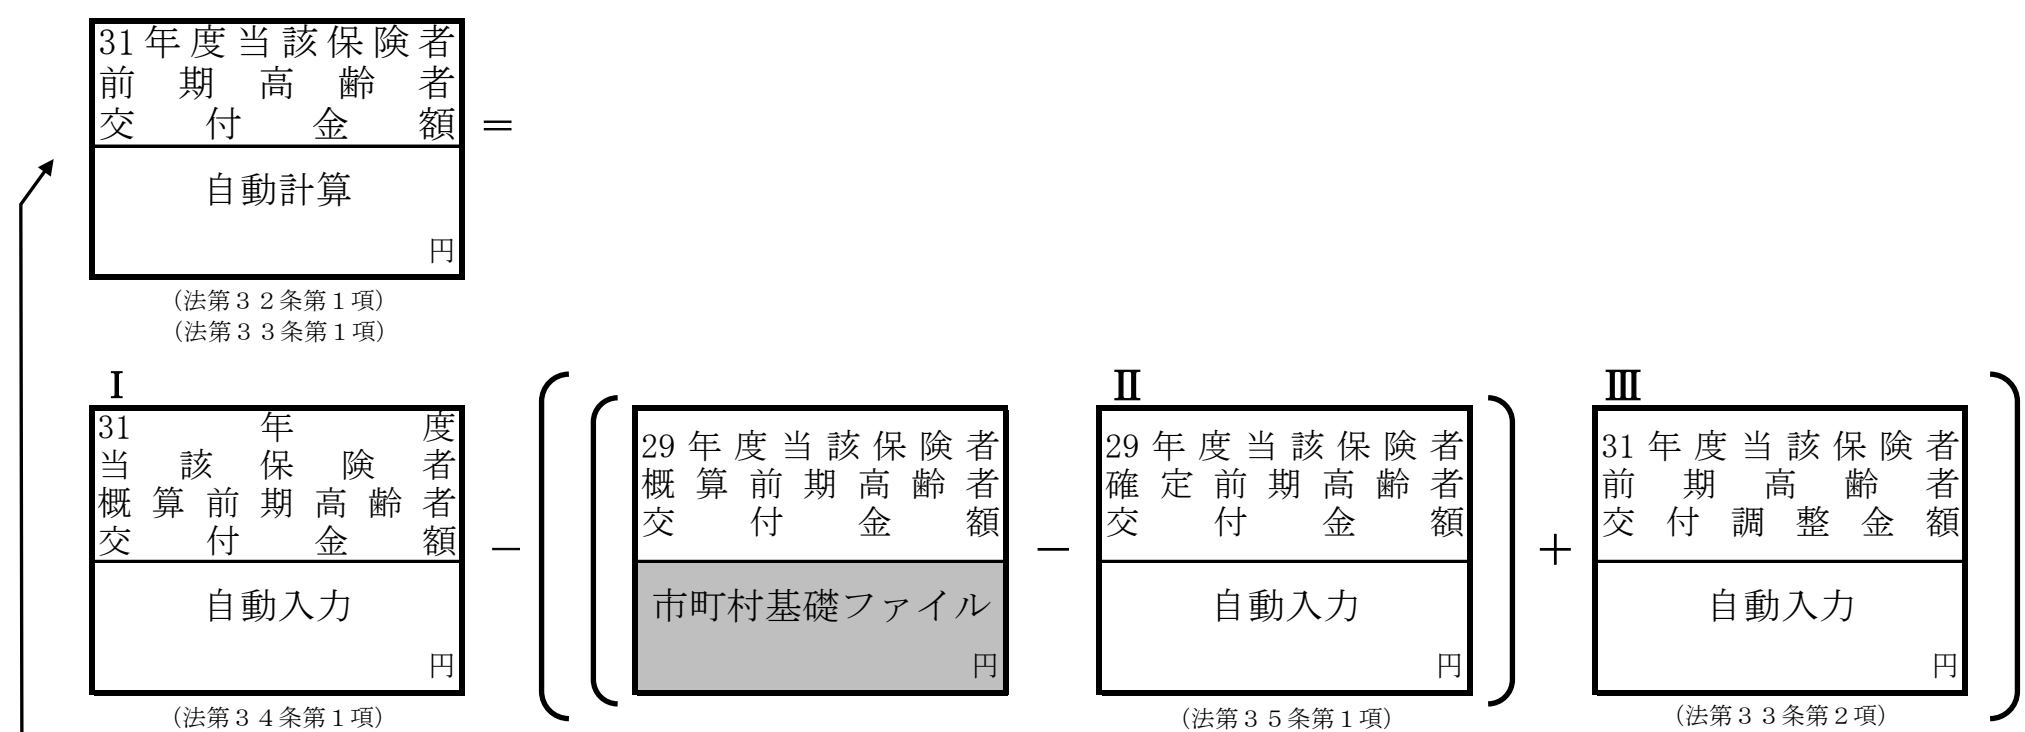 31年度当該保険者
前期高齢者
交付金額
＝
自動計算
円
（法第３２条第１項）
（法第３３条第１項）
Ⅰ
31年度
当該保険者
概算前期高齢者
交付金額
自動入力
円
（法第３４条第１項）
－
29年度当該保険者
概算前期高齢者
交付金額
市町村基礎ファイル
円
－
Ⅱ
29年度当該保険者
確定前期高齢者
交付金額
自動入力
円
（法第３５条第１項）
＋
Ⅲ
31年度当該保険者
前期高齢者
交付調整金額
自動入力
円
（法第３３条第２項）